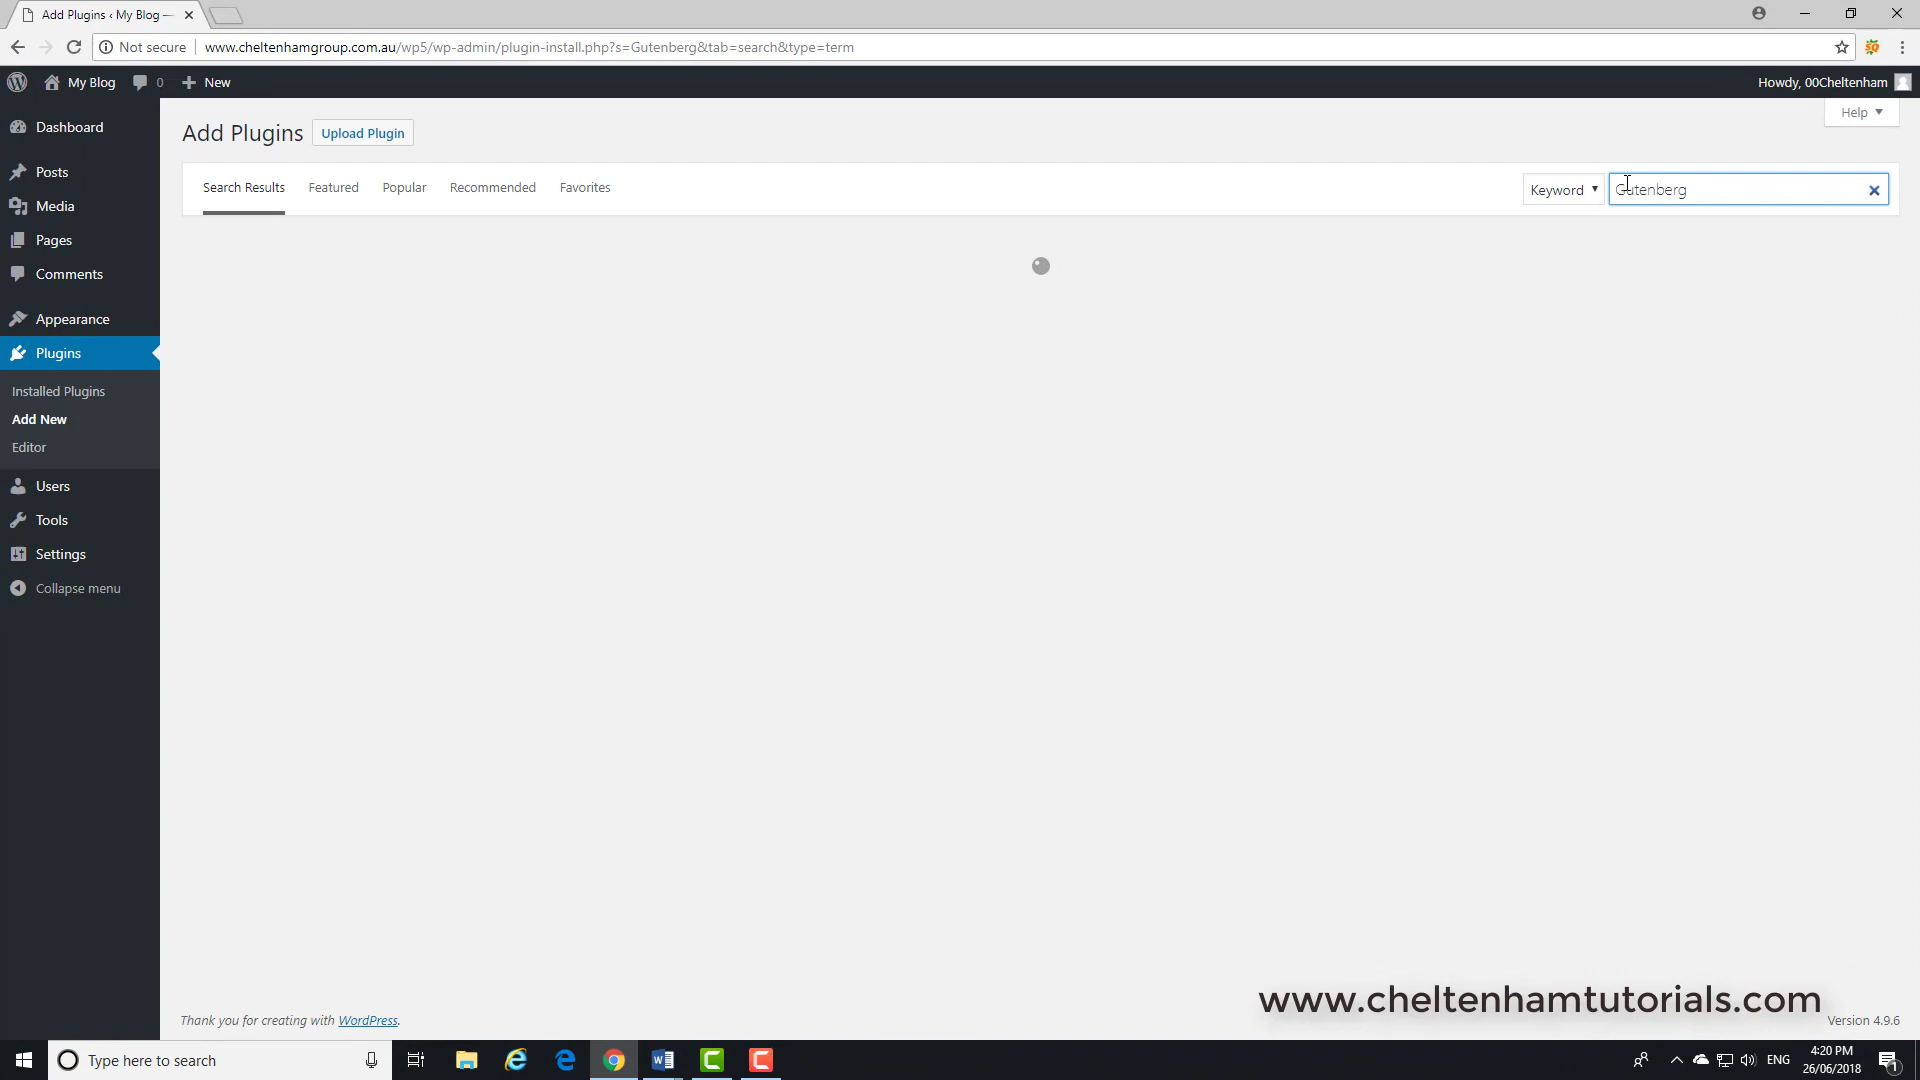 Add Plugins ‹ My Blog —
Not secure www.cheltenhamgroup.com.au/wp5/wp-admin/plugin-install.php?s=Gutenberg&tab=search&type=term
My Blog 0 New Howdy, 00Cheltenham
Help
Add Plugins Upload Plugin
Search Results Featured Popular Recommended Favorites Keyword Gutenberg
Dashboard
Posts
Media
Pages
Comments
Appearance
Plugins
Installed Plugins
Add New
Editor
Users
Tools
Settings
Collapse menu
www.cheltenhamtutorials.com
Thank you for creating with WordPress. Version 4.9.6
Type here to search ENG 4:20 PM
26/06/2018 1